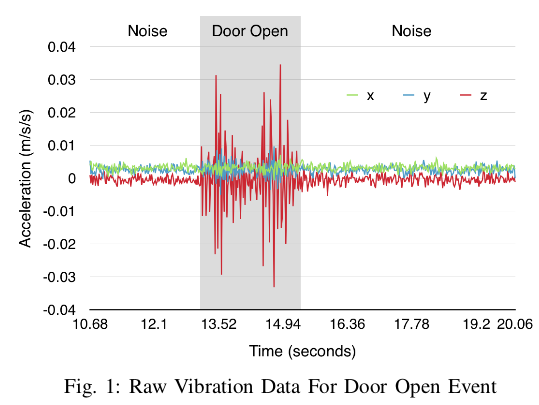 Noise Door Open Noise
0.04
0.03
x y z
0.02
0.01
0
-0.01
-0.02
-0.03
-0.04
Acceleration (m/s/s)
10.68 12.1 13.52 14.94 16.36 17.78 19.2 20.06
Time (seconds)
Fig. 1: Raw Vibration Data For Door Open Event